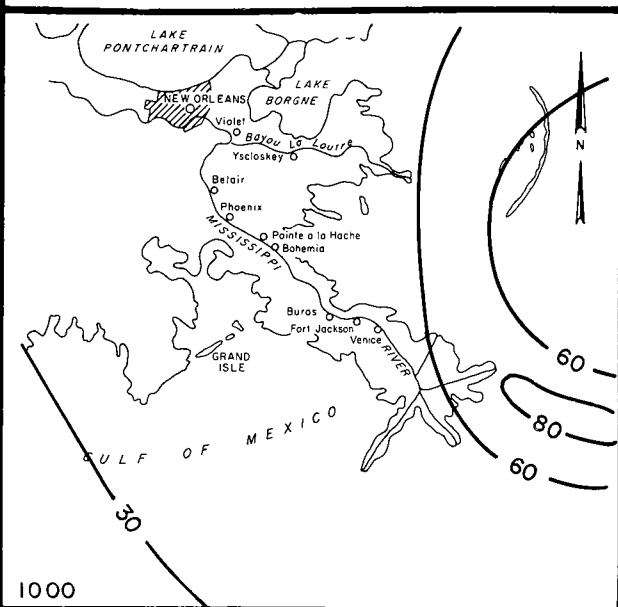 LAKE
PONTCHARTRAIN
LAKE
BORGNE
NEW ORLEANS
Violet
Bayou La Loutre
Yscloskey
N
Belair
Phoenix
MISSISSIPPI
Pointe a la Hache
Bohemia
Buras
Fort Jackson
Venice
RIVER
GRAND
ISLE
60
80
60
GULF OF MEXICO
30
1000